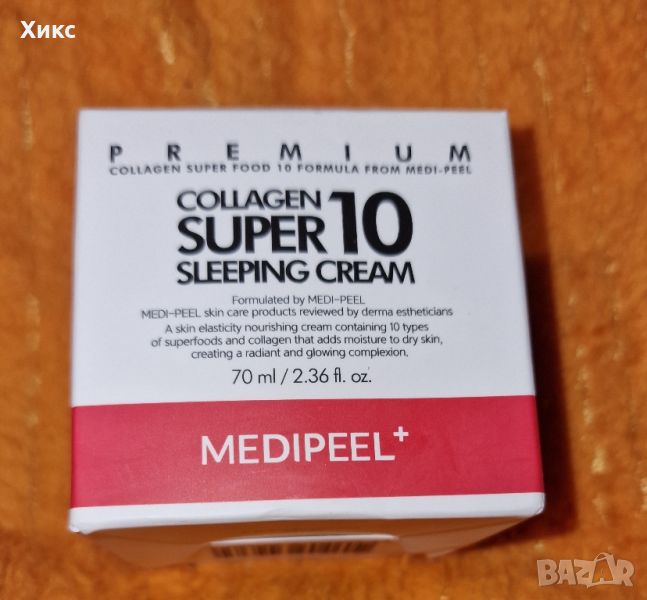 Хикс
PREMIUM
COLLAGEN SUPER FOOD 10 FORMULA FROM MEDI-PEEL
COLLAGEN
SUPER 10
SLEEPING CREAM
Formulated by MEDI-PEEL
MEDI-PEEL skin care products reviewed by derma estheticians
A skin elasticity nourishing cream containing 10 types
of superfoods and collagen that adds moisture to dry skin,
creating a radiant and glowing complexion.
70 ml / 2.36 fl. oz.
MEDIPEEL+
BAZAR